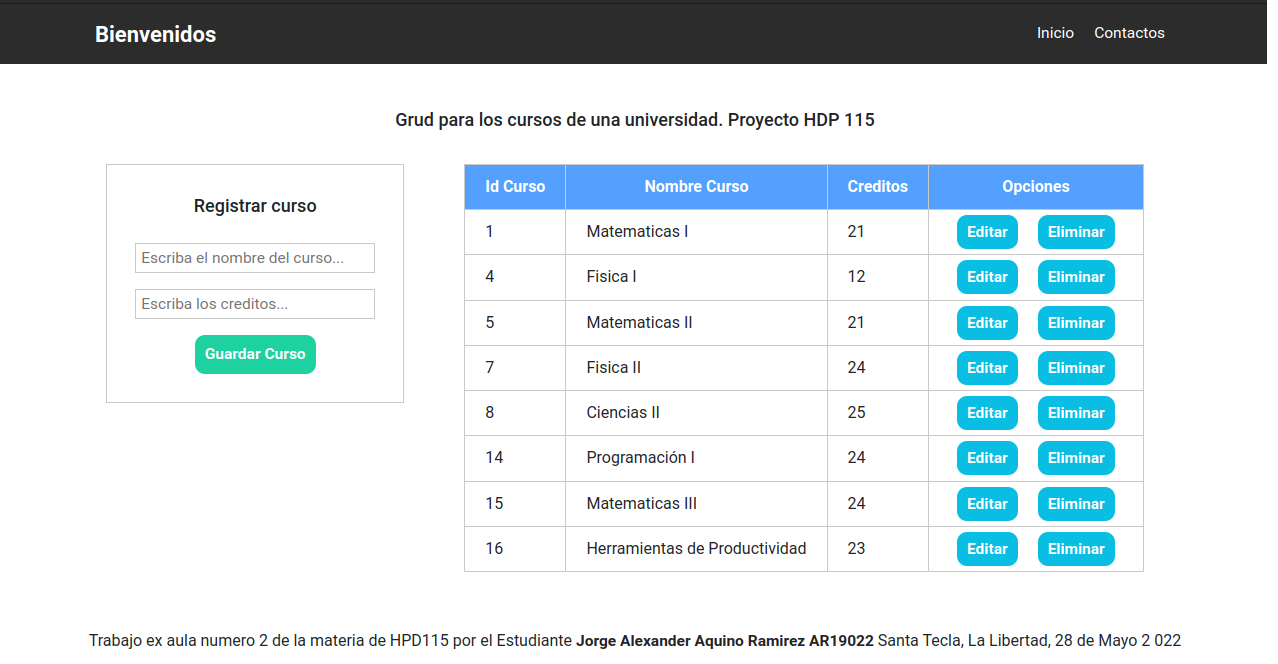 Bienvenidos Inicio Contactos
Grud para los cursos de una universidad. Proyecto HDP 115
Registrar curso
Escriba el nombre del curso...
Escriba los creditos...
Guardar Curso
Id Curso Nombre Curso Creditos Opciones
1 Matematicas I 21 Editar Eliminar
4 Fisica I 12 Editar Eliminar
5 Matematicas II 21 Editar Eliminar
7 Fisica II 24 Editar Eliminar
8 Ciencias II 25 Editar Eliminar
14 Programación I 24 Editar Eliminar
15 Matematicas III 24 Editar Eliminar
16 Herramientas de Productividad 23 Editar Eliminar
Trabajo ex aula numero 2 de la materia de HPD115 por el Estudiante Jorge Alexander Aquino Ramirez AR19022 Santa Tecla, La Libertad, 28 de Mayo 2 022